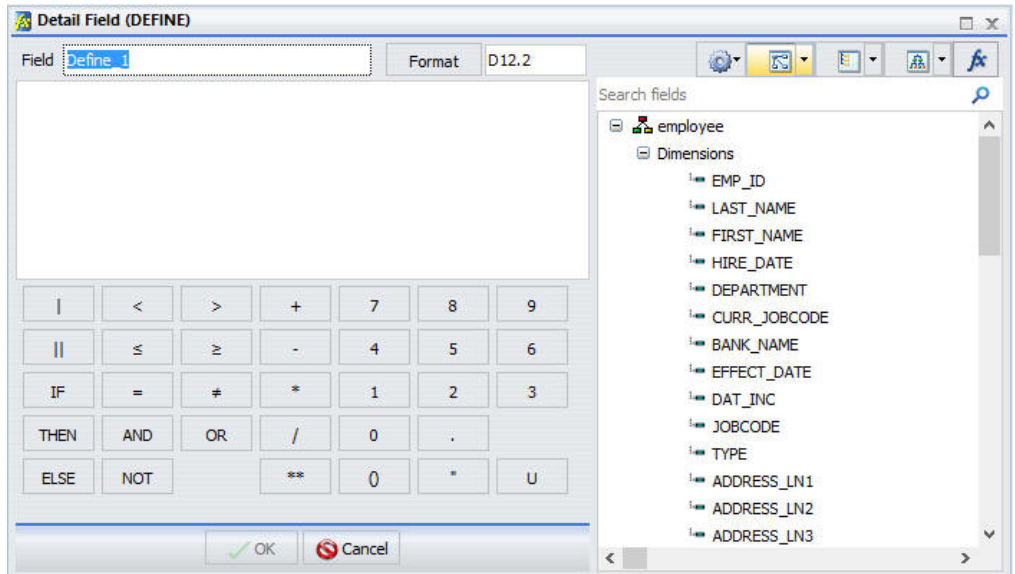 Detail Field (DEFINE)
Field Define_1 Format D12.2 fx
Search fields
employee
Dimensions
EMP_ID
LAST_NAME
FIRST_NAME
HIRE_DATE
DEPARTMENT
CURR_JOBCODE
BANK_NAME
EFFECT_DATE
DAT_INC
JOBCODE
TYPE
ADDRESS_LN1
ADDRESS_LN2
ADDRESS_LN3
| < > + 7 8 9
|| ≤ ≥ - 4 5 6
IF = ≠ * 1 2 3
THEN AND OR / 0 .
ELSE NOT ** () " U
OK Cancel